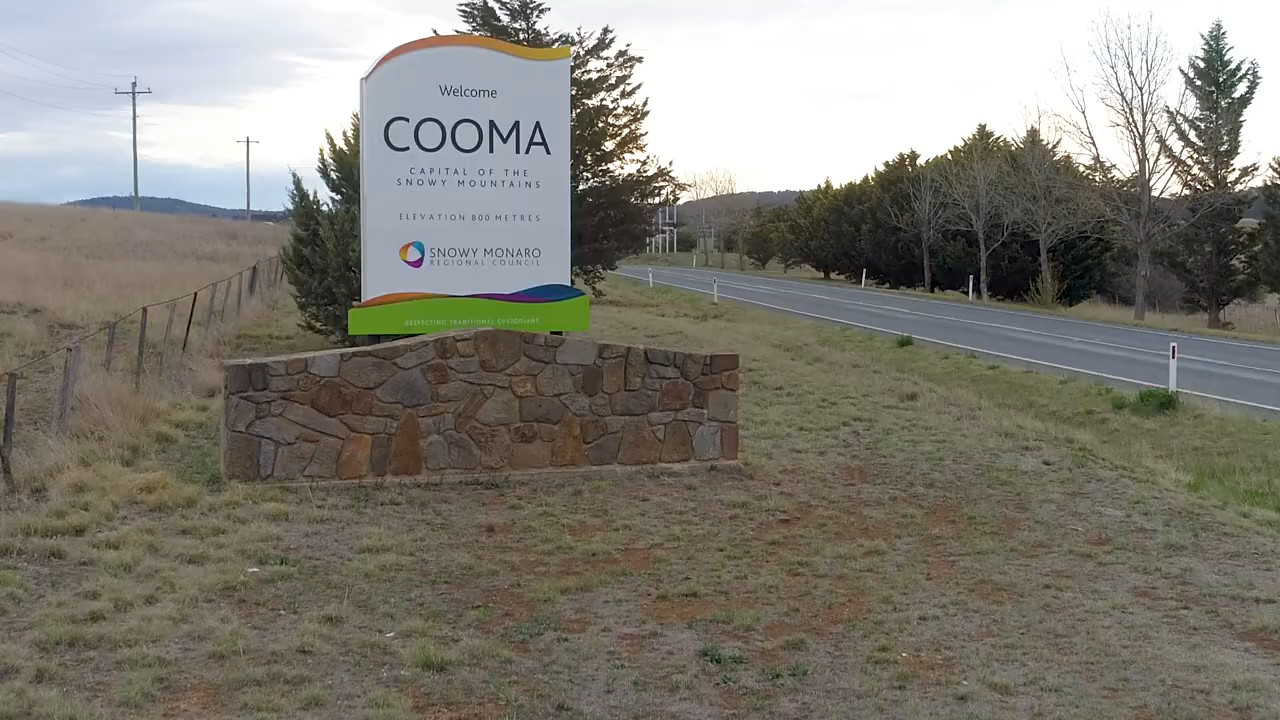 Welcome
COOMA
CAPITAL OF THE
SNOWY MOUNTAINS
ELEVATION 800 METRES
SNOWY MONARO
REGIONAL COUNCIL
RESPECTING TRADITIONAL CUSTODIANS